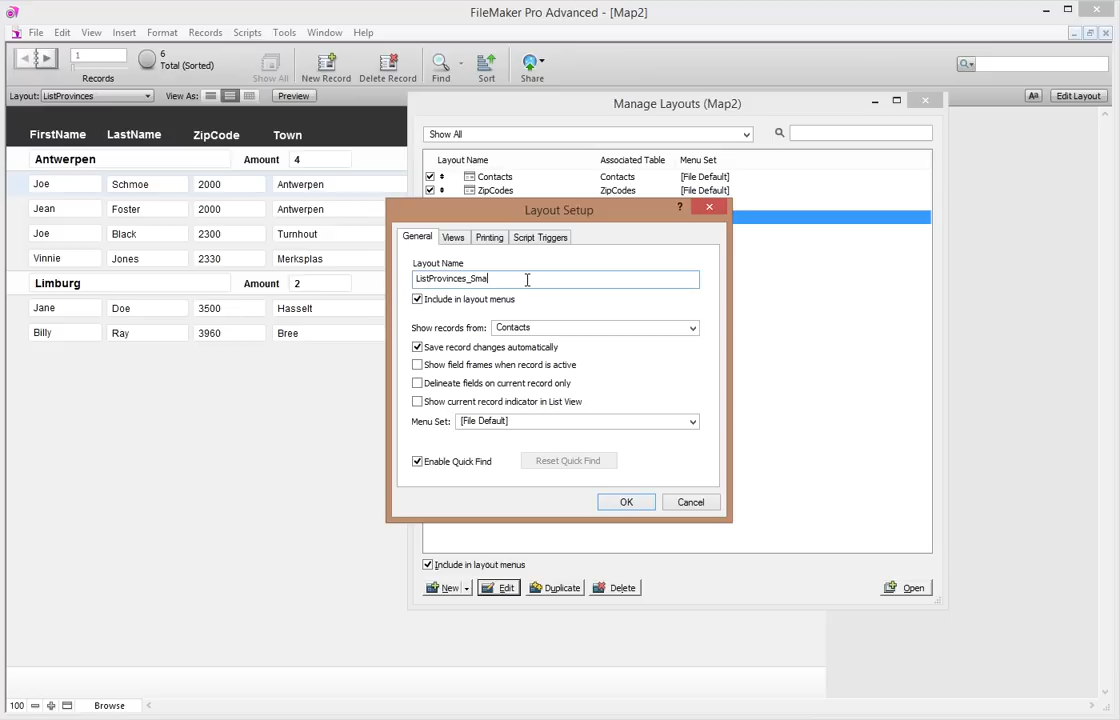 FileMaker Pro Advanced - [Map2]
File Edit View Insert Format Records Scripts Tools Window Help
1
6
Total (Sorted)
Records
Show All
New Record
Delete Record
Find
Sort
Share
Layout: ListProvinces
View As:
Preview
Aa
Edit Layout
FirstName LastName ZipCode Town
Antwerpen Amount 4
Joe Schmoe 2000 Antwerpen
Jean Foster 2000 Antwerpen
Joe Black 2300 Turnhout
Vinnie Jones 2330 Merksplas
Limburg Amount 2
Jane Doe 3500 Hasselt
Billy Ray 3960 Bree
Manage Layouts (Map2)
Show All
Layout Name Associated Table Menu Set
Contacts Contacts [File Default]
ZipCodes ZipCodes [File Default]
Layout Setup
?
General Views Printing Script Triggers
Layout Name
ListProvinces_Sma
Include in layout menus
Show records from: Contacts
Save record changes automatically
Show field frames when record is active
Delineate fields on current record only
Show current record indicator in List View
Menu Set: [File Default]
Enable Quick Find
Reset Quick Find
OK Cancel
Include in layout menus
New Edit Duplicate Delete Open
100 Browse